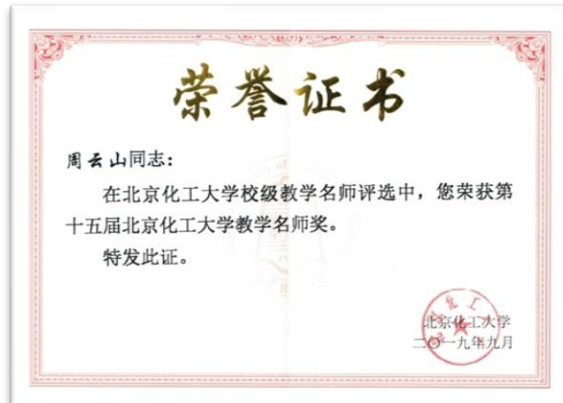 荣誉证书
周云山同志：
在北京化工大学校级教学名师评选中，您荣获第
十五届北京化工大学教学名师奖。
特发此证。
北京化工大学
二〇一九年九月